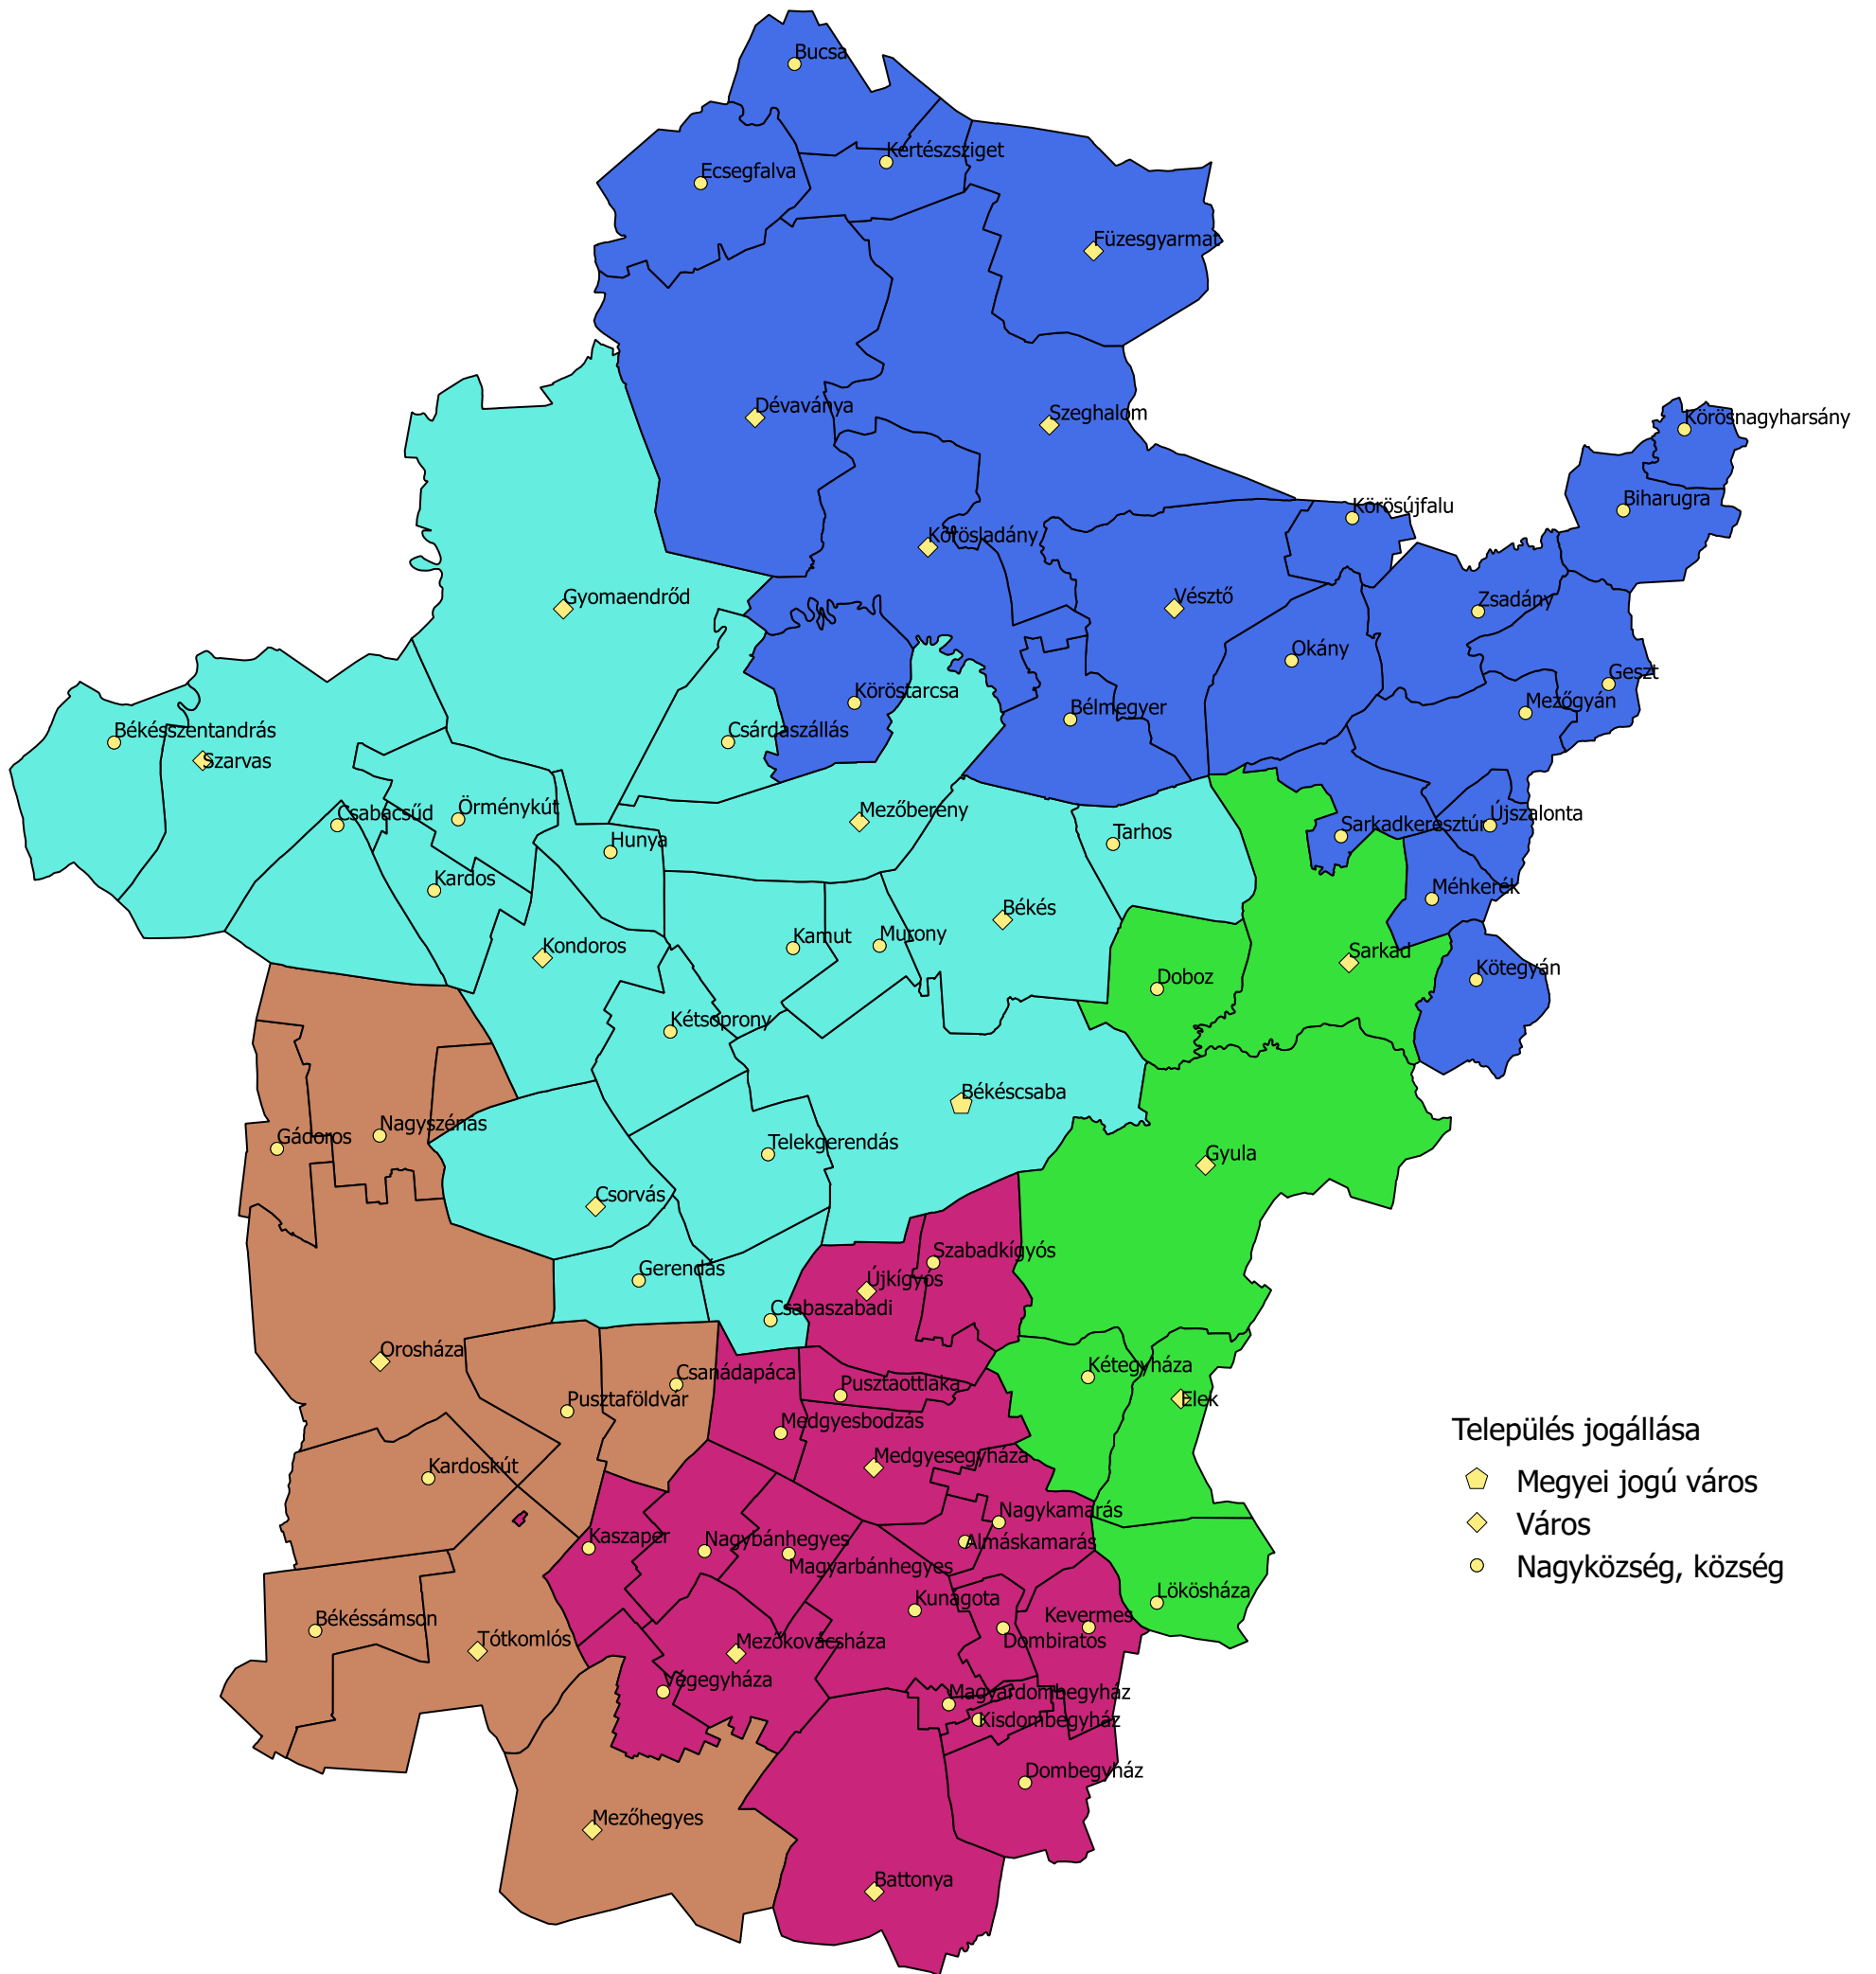 Bucsa
Kertészsziget
Ecsegfalva
Füzesgyarmat
Dévaványa
Szeghalom
Körösnagyharsány
Biharugra
Körösújfalu
Körösladány
Gyomaendrőd
Vésztő
Zsadány
Okány
Geszt
Köröstarcsa
Mezőgyán
Bélmegyer
Békésszentandrás
Csárdaszállás
Szarvas
Csabacsűd
Örménykút
Mezőbereny
Újszalonta
Sarkadkeresztúr
Tarhos
Hunya
Kardos
Méhkerék
Békés
Kondoros
Kamut
Murony
Sarkad
Doboz
Kötegyán
Kétsoprony
Békéscsaba
Nagyszénás
Gádoros
Telekgerendás
Gyula
Csorvás
Szabadkígyós
Gerendás
Újkígyós
Csabaszabadi
Orosháza
Kétegyháza
Csanádapáca
Pusztaottlaka
Elek
Pusztaföldvár
Medgyesbodzás
Település jogállása
Medgyesegyháza
Kardoskút
Megyei jogú város
Nagykamarás
Város
Kaszaper
Nagybánhegyes
Almáskamarás
Magyarbánhegyes
Nagyközség, község
Lökösháza
Kunágota
Békéssámson
Kevermes
Tótkomlós
Mezőkovácsháza
Dombiratos
Végegyháza
Magyardombegyház
Kisdombegyház
Dombegyház
Mezőhegyes
Battonya